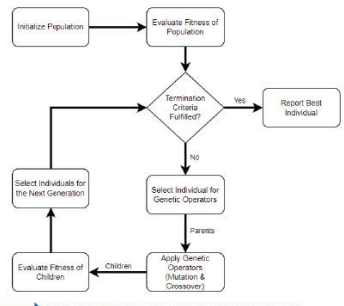 Initialize Population
Evaluate Fitness of
Population
Termination
Criteria
Fulfilled?
Yes
Report Best
Individual
No
Select Individuals for
the Next Generation
Select Individual for
Genetic Operators
Parents
Evaluate Fitness of
Children
Children
Apply Genetic
Operators
(Mutation &
Crossover)